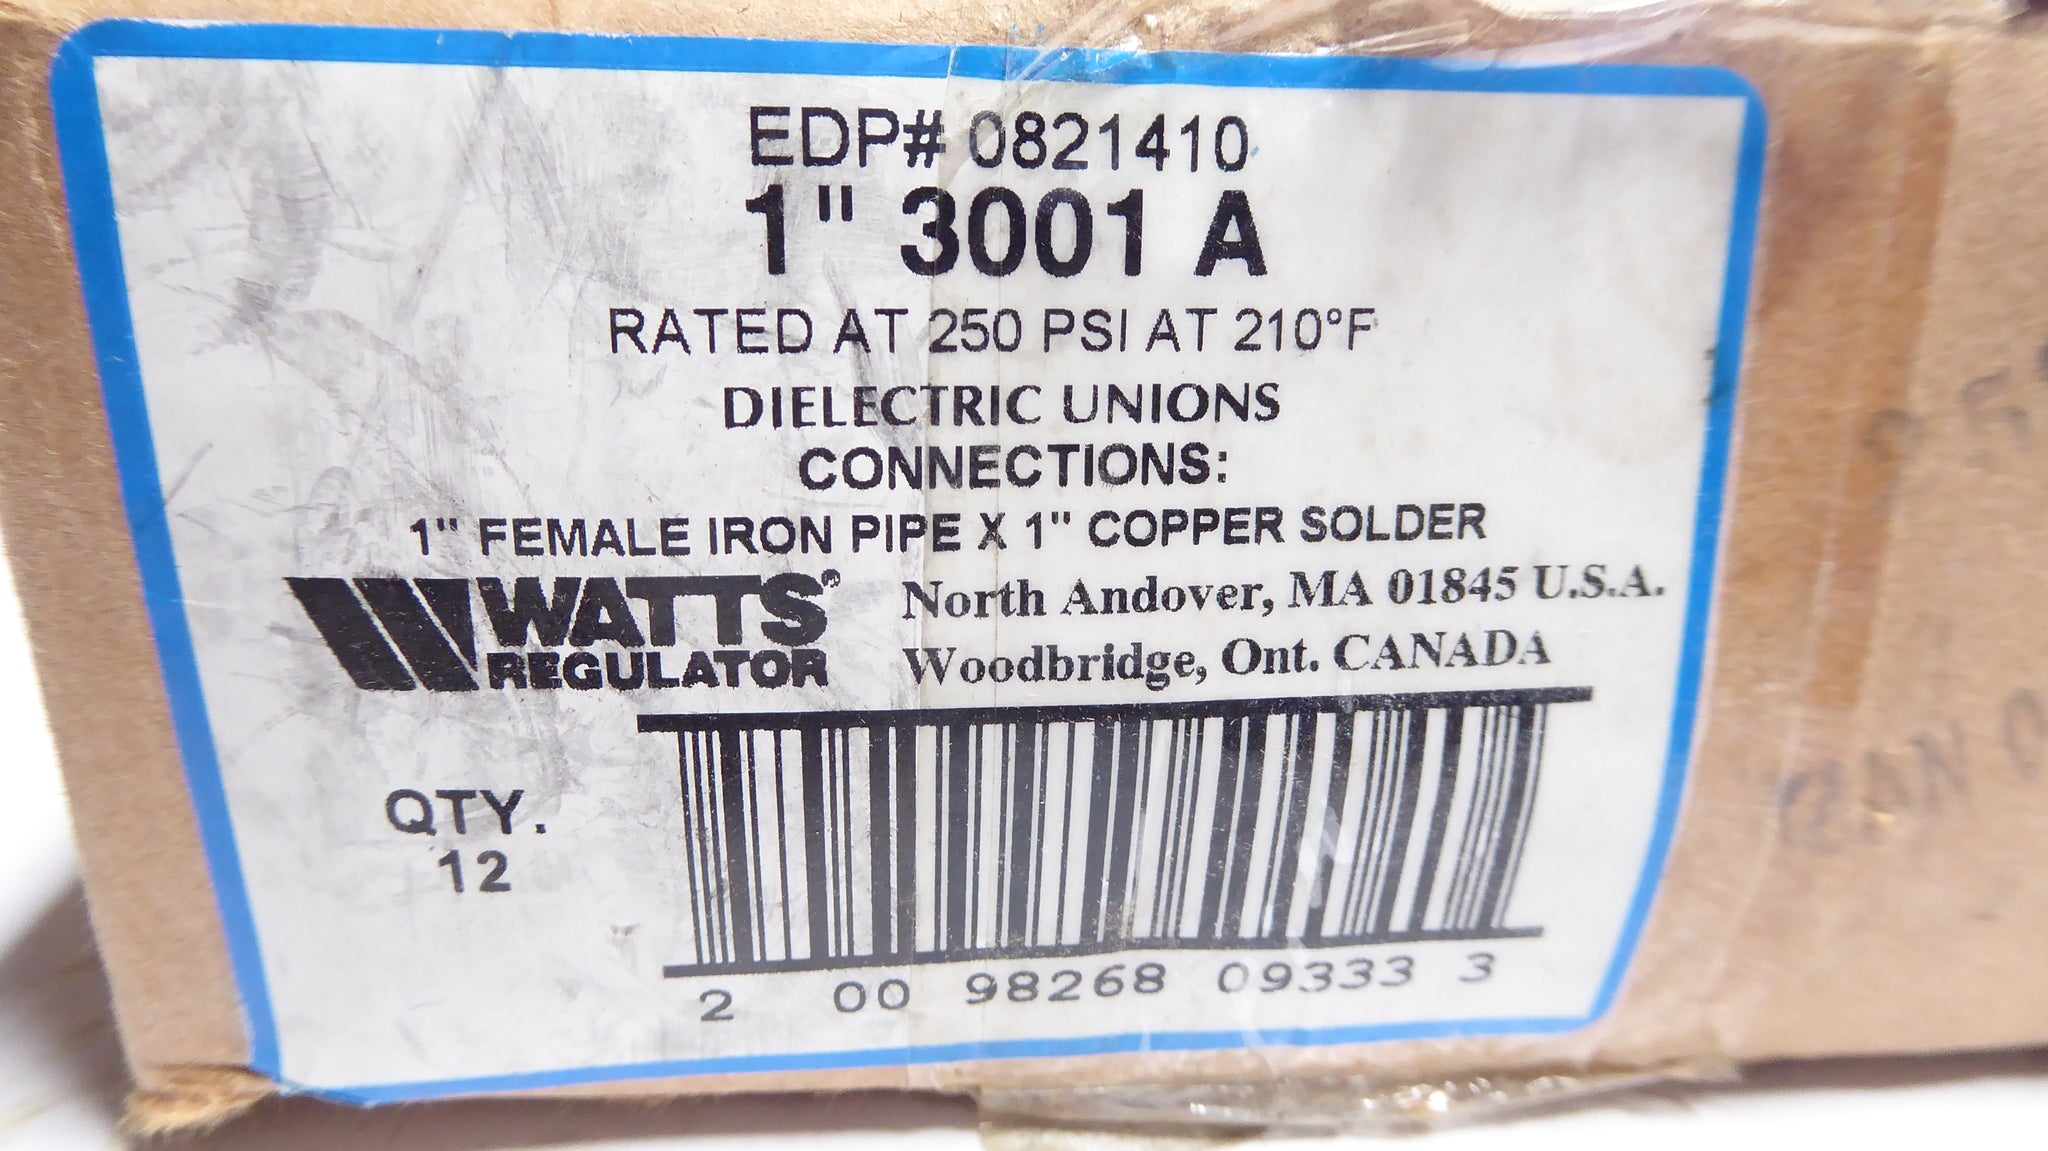 EDP# 0821410
1" 3001 A
RATED AT 250 PSI AT 210°F
DIELECTRIC UNIONS
CONNECTIONS:
1" FEMALE IRON PIPE X 1" COPPER SOLDER
WATTS®
REGULATOR
North Andover, MA 01845 U.S.A.
Woodbridge, Ont. CANADA
QTY.
12
2 00 98268 09333 3